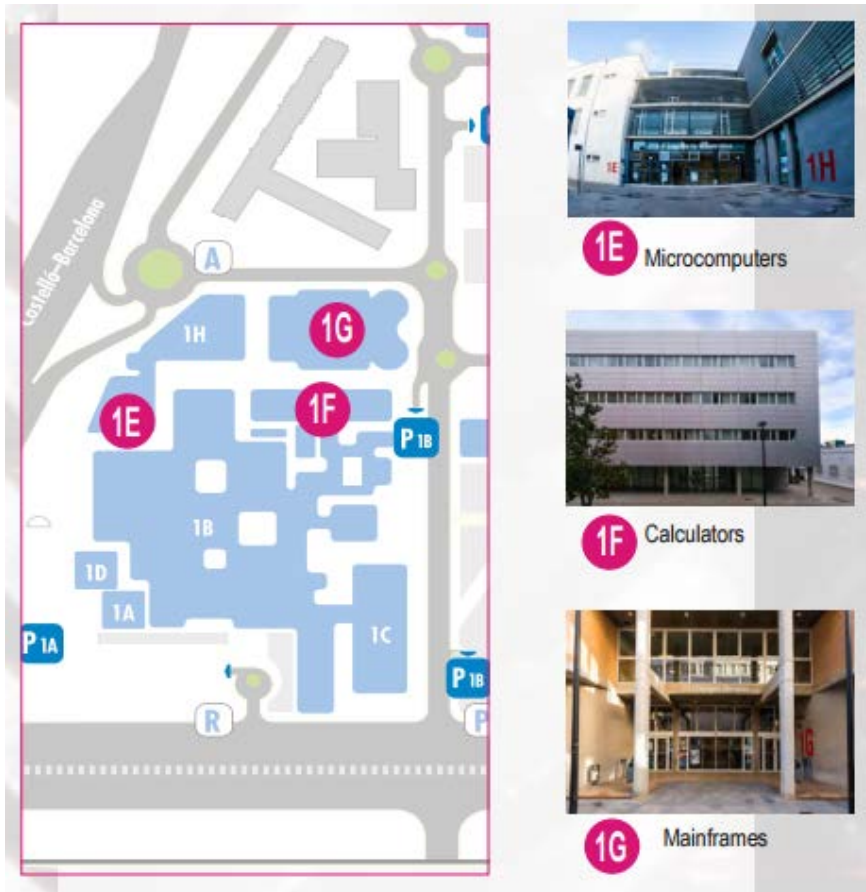 Castelló-Barcelona
A
1H
1G
1E
1F
P 1B
1B
1D
1A
1C
P 1A
P 1B
R
P
1E
1H
1E Microcomputers
1F Calculators
1G
1G Mainframes